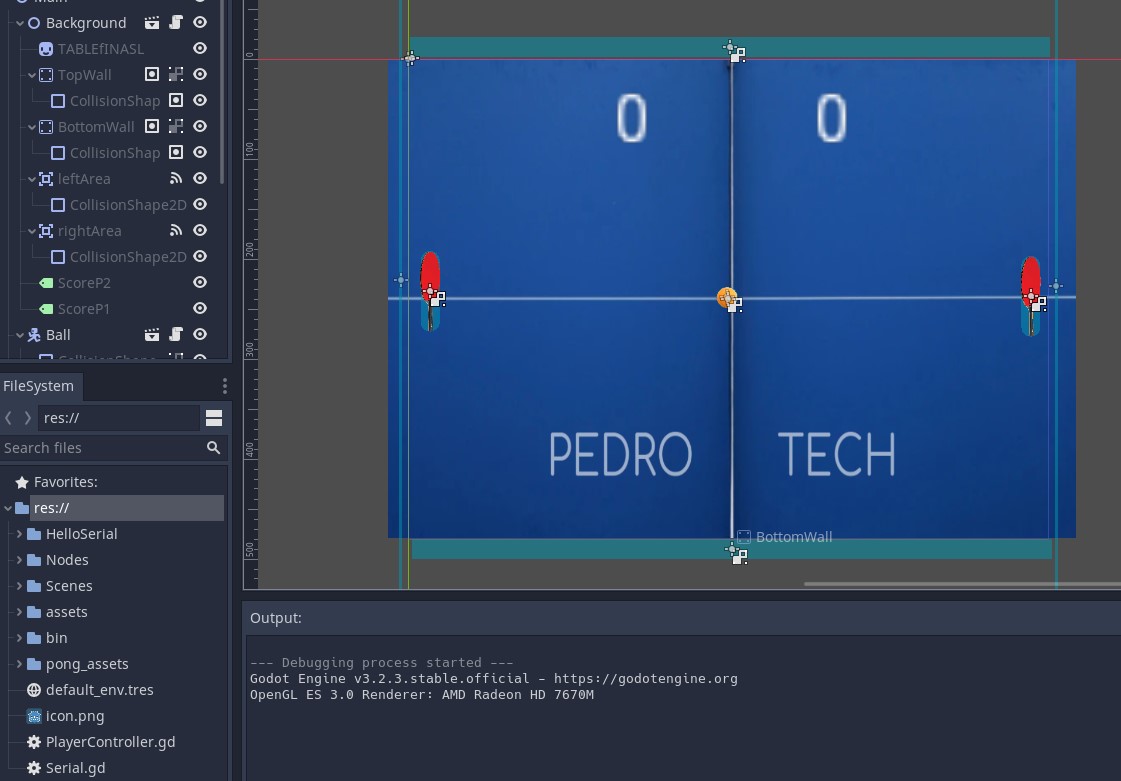 Background
TABLEfINASL
TopWall
CollisionShap
BottomWall
CollisionShap
leftArea
CollisionShape2D
rightArea
CollisionShape2D
ScoreP2
ScoreP1
Ball
FileSystem
res://
Search files
Favorites:
res://
HelloSerial
Nodes
Scenes
assets
bin
pong_assets
default_env.tres
icon.png
PlayerController.gd
Serial.gd
0
100
200
300
400
500
0 0
PEDRO TECH
BottomWall
Output:
--- Debugging process started ---
Godot Engine v3.2.3.stable.official - https://godotengine.org
OpenGL ES 3.0 Renderer: AMD Radeon HD 7670M